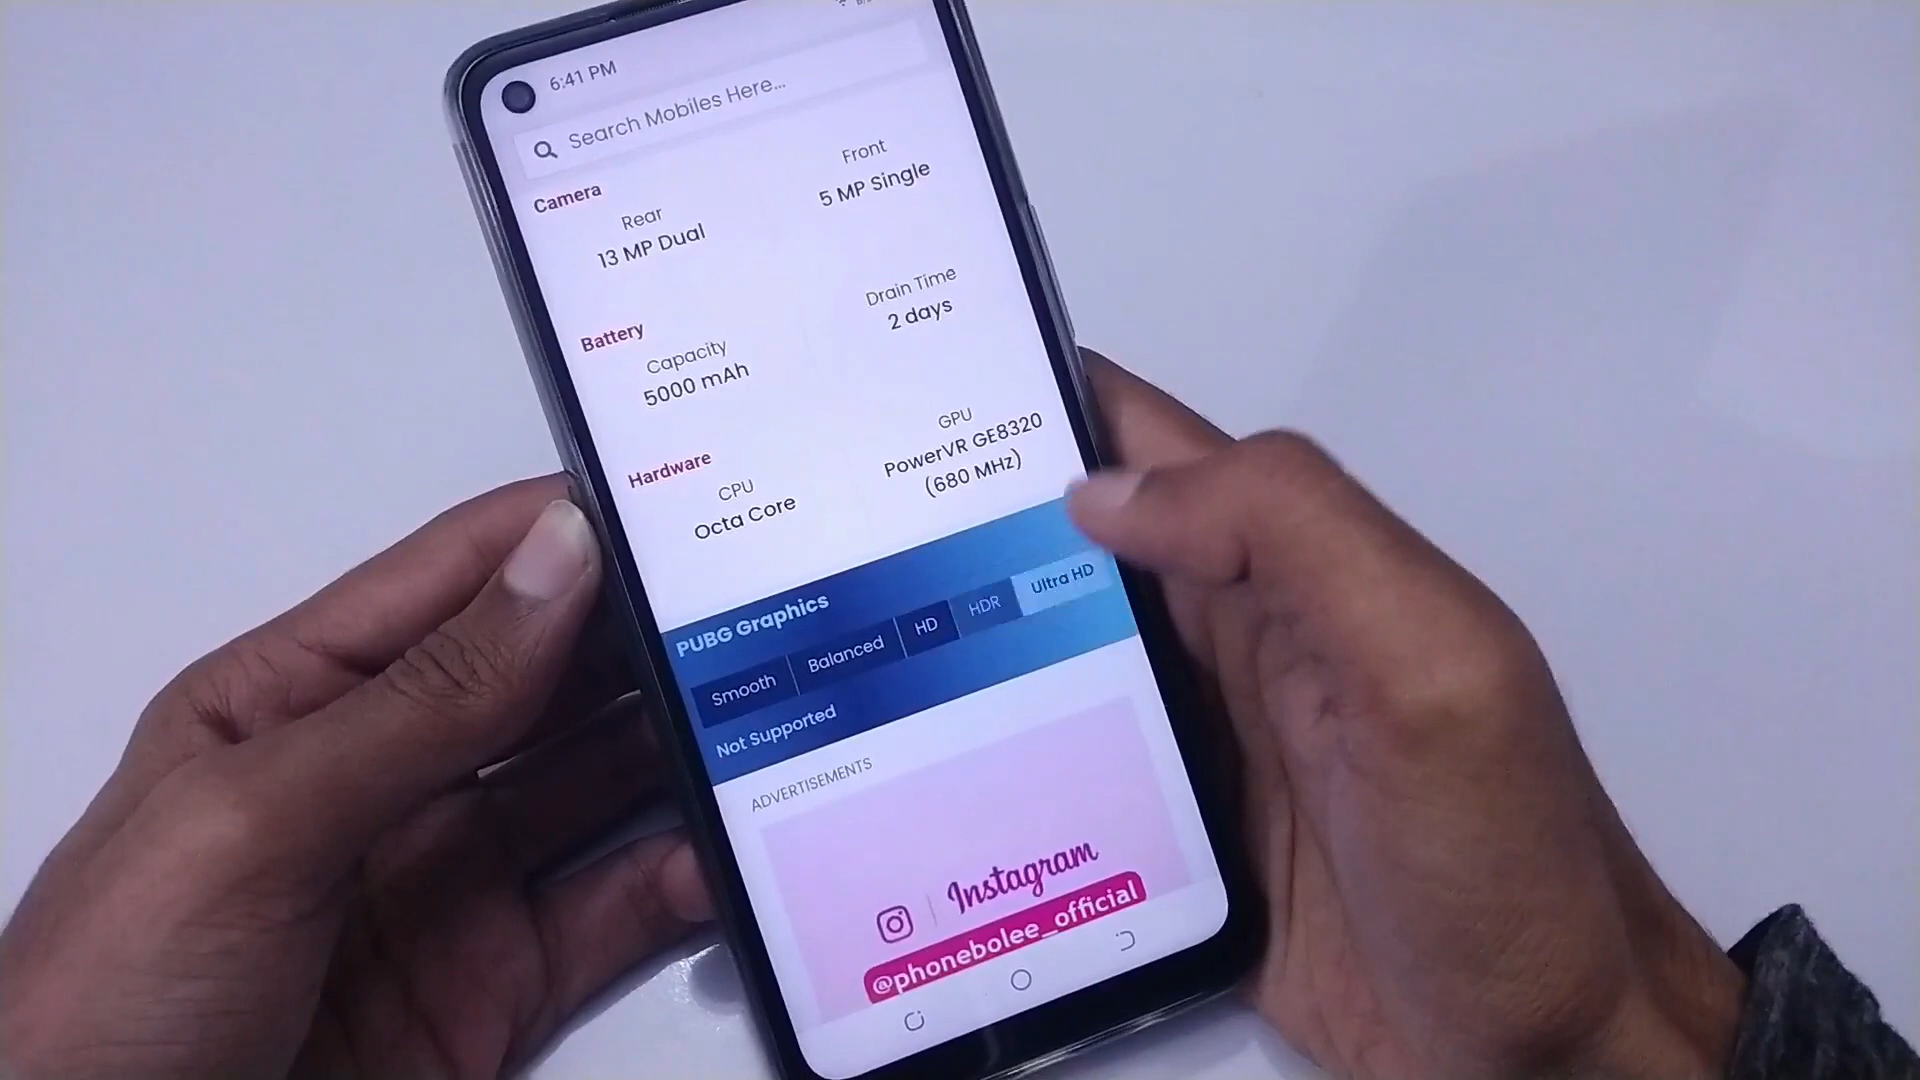 6:41 PM
Search Mobiles Here...
Camera
Rear
13 MP Dual
Front
5 MP Single
Battery
Capacity
5000 mAh
Drain Time
2 days
Hardware
CPU
Octa Core
GPU
PowerVR GE8320
(680 MHz)
PUBG Graphics
Smooth
Balanced
HD
HDR
Ultra HD
Not Supported
ADVERTISEMENTS
Instagram
@phonebolee_official